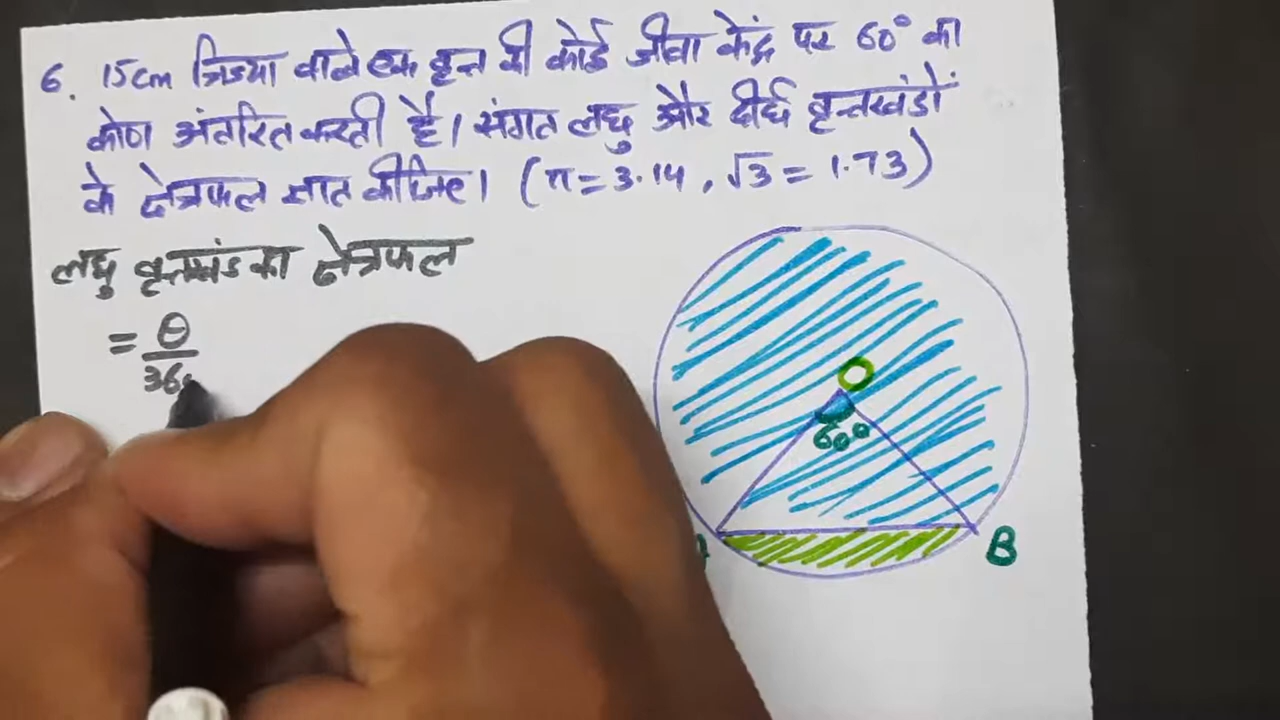 6. 15cm त्रिज्या वाले एक वृत्त की कोई जीवा केंद्र पर 60° का
कोण अंतरित करती है। संगत लघु और दीर्घ वृत्तखंडों
के क्षेत्रफल ज्ञात कीजिए। (π = 3.14, √3 = 1.73)
लघु वृत्तखंड का क्षेत्रफल
= θ
36
O
60°
B